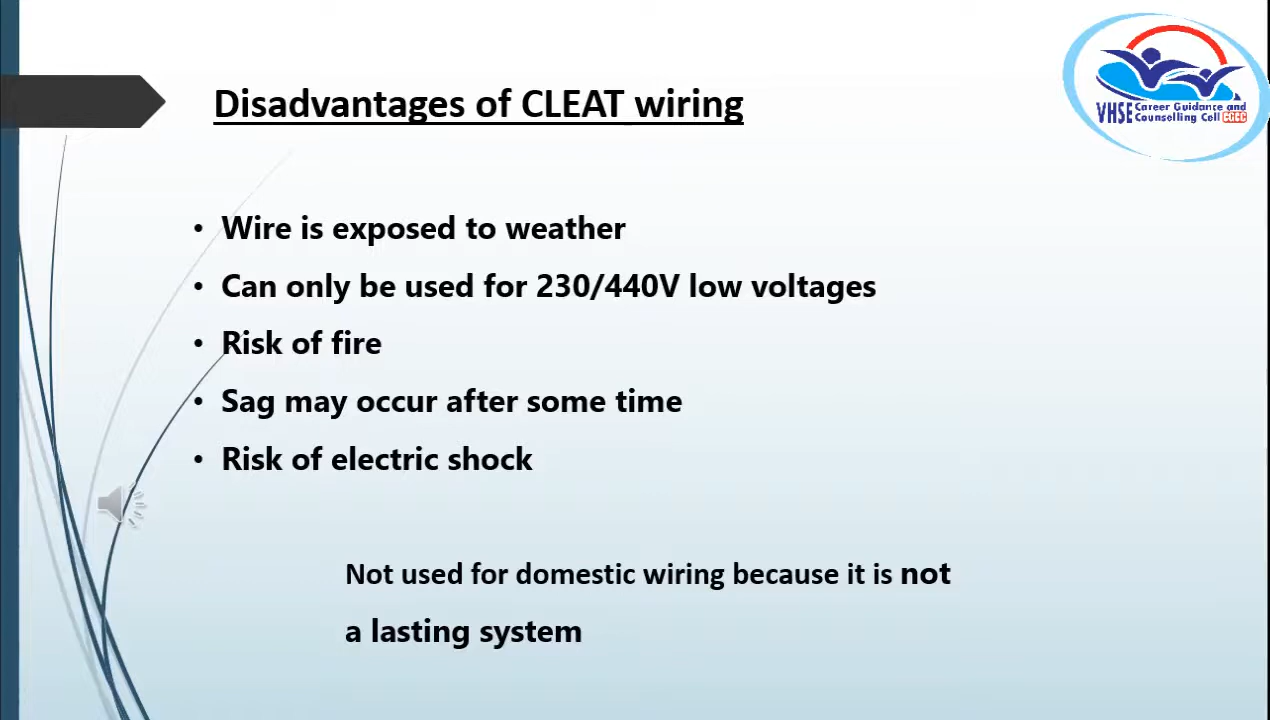 Disadvantages of CLEAT wiring
VHSE Career Guidance and
Counselling Cell CGCC
• Wire is exposed to weather
• Can only be used for 230/440V low voltages
• Risk of fire
• Sag may occur after some time
• Risk of electric shock
Not used for domestic wiring because it is not
a lasting system